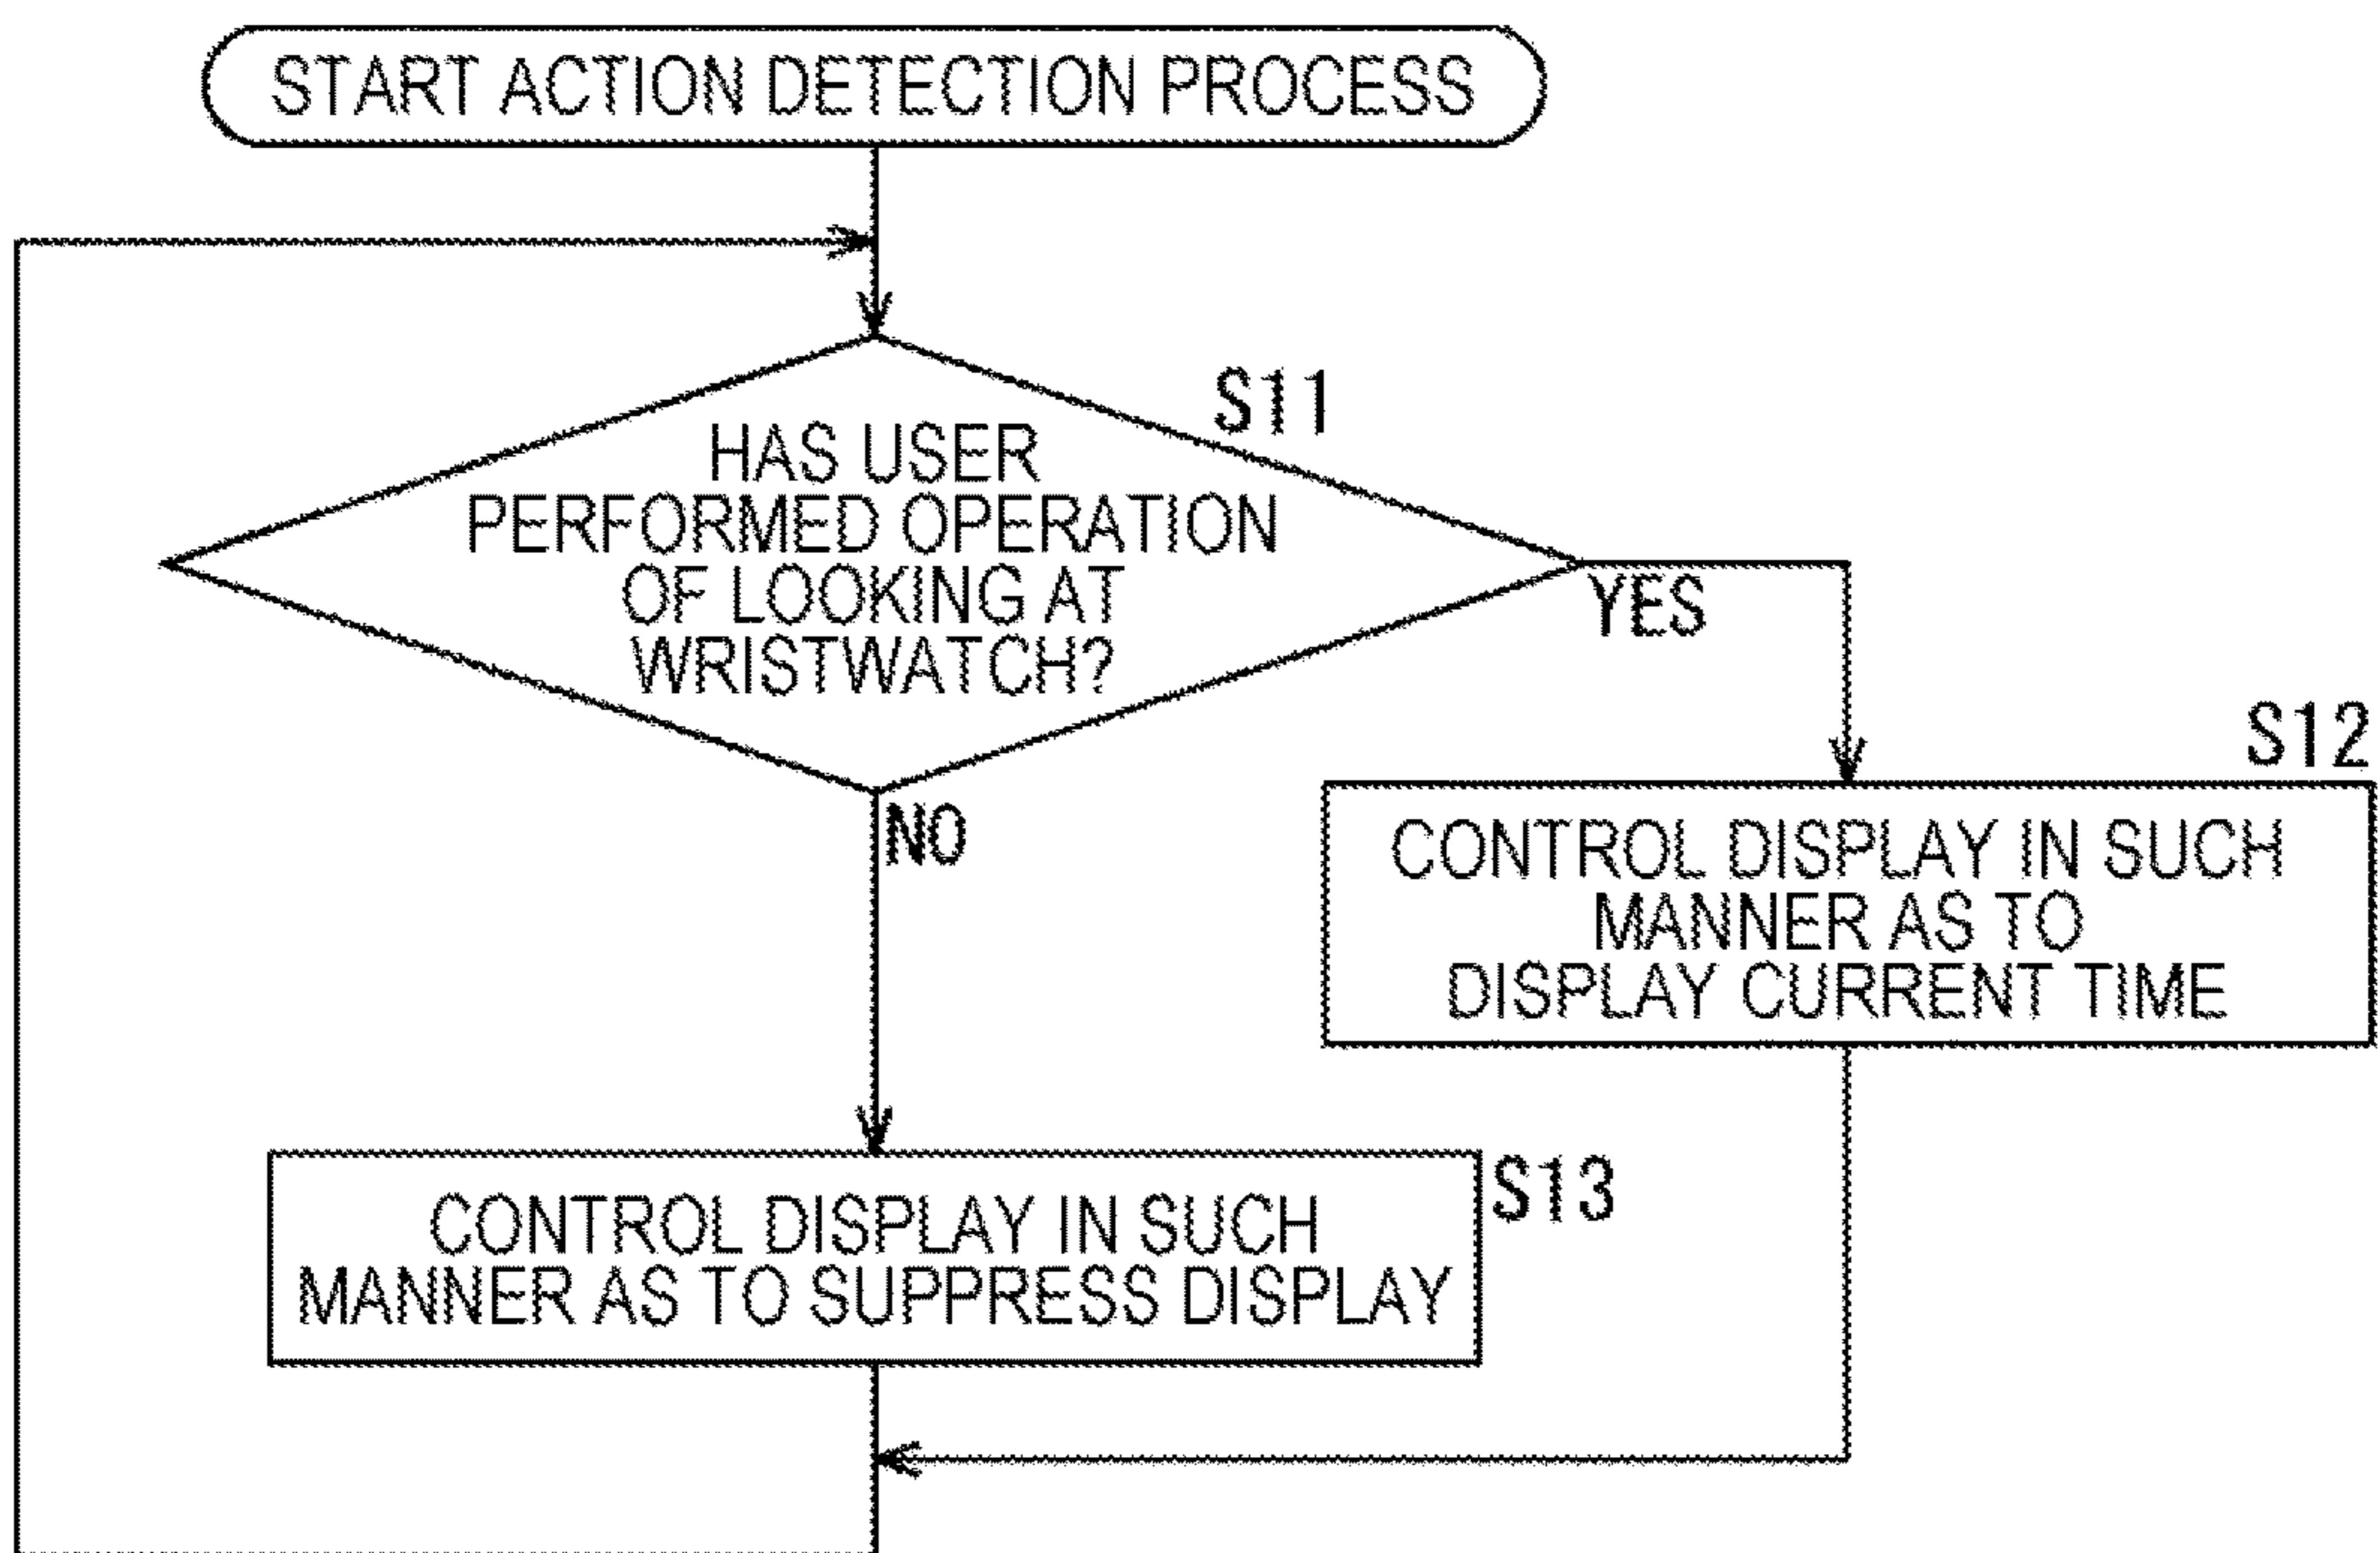 START ACTION DETECTION PROCESS
S11
HAS USER
PERFORMED OPERATION
OF LOOKING AT
WRISTWATCH?
YES
NO
S12
CONTROL DISPLAY IN SUCH
MANNER AS TO
DISPLAY CURRENT TIME
S13
CONTROL DISPLAY IN SUCH
MANNER AS TO SUPPRESS DISPLAY